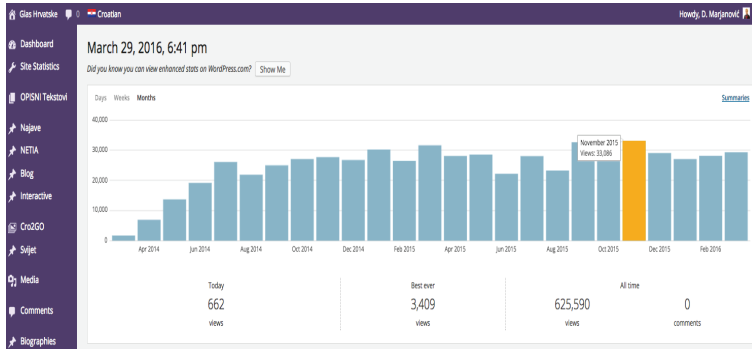 Glas Hrvatske 0 Croatian Howdy, D. Marjanović
Dashboard
Site Statistics
OPISNI Tekstovi
Najave
NETIA
Blog
Interactive
Cro2GO
Svijet
Media
Comments
Biographies
March 29, 2016, 6:41 pm
Did you know you can view enhanced stats on WordPress.com? Show Me
Days Weeks Months Summaries
40,000
30,000
20,000
10,000
0
November 2015
Views: 33,086
Apr 2014 Jun 2014 Aug 2014 Oct 2014 Dec 2014 Feb 2015 Apr 2015 Jun 2015 Aug 2015 Oct 2015 Dec 2015 Feb 2016
Today Best ever All time
662 3,409 625,590 0
views views views comments